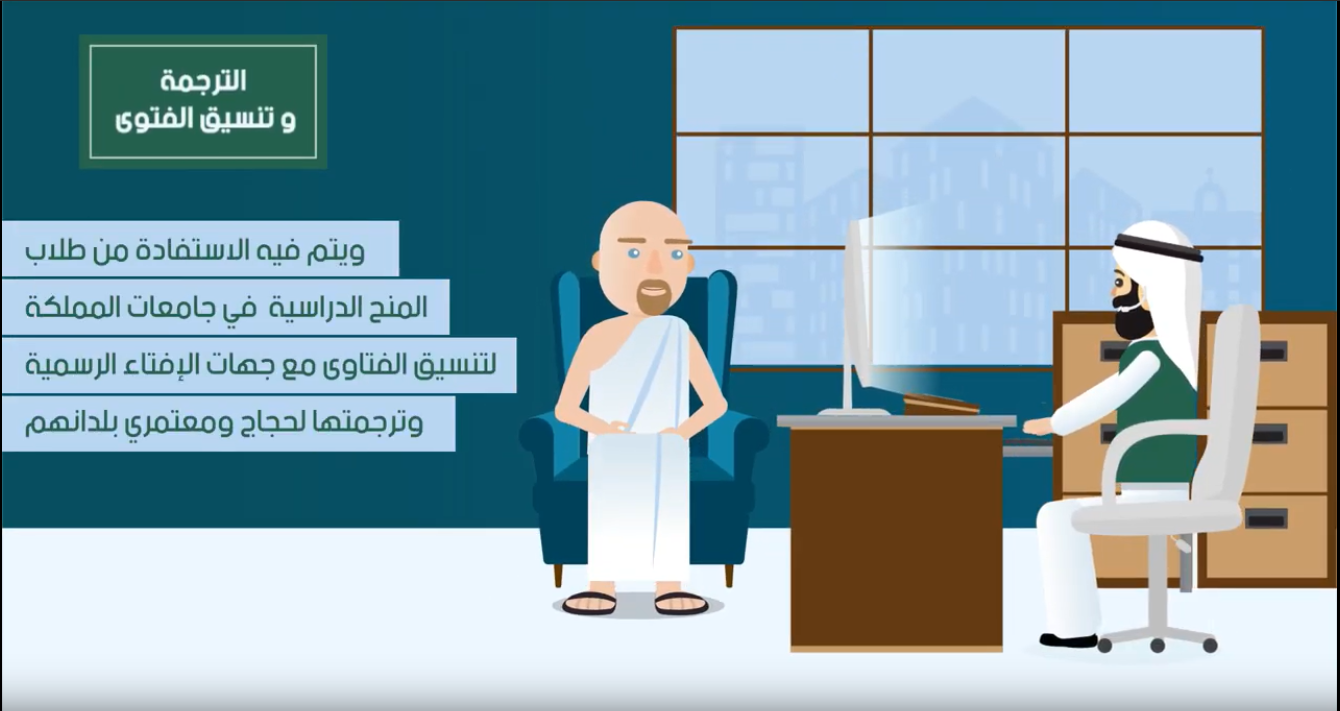 الترجمة
و تنسيق الفتوى
ويتم فيه الاستفادة من طلاب
المنح الدراسية في جامعات المملكة
لتنسيق الفتاوى مع جهات الإفتاء الرسمية
وترجمتها لحجاج ومعتمري بلدانهم